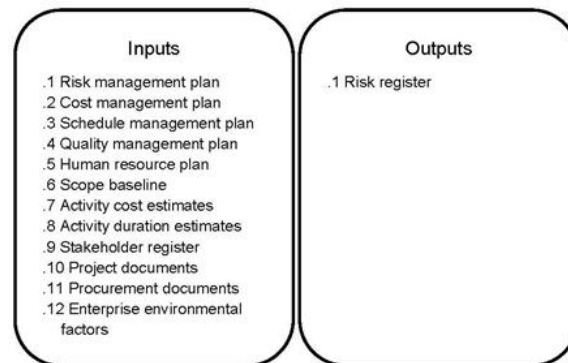 Inputs
.1 Risk management plan
.2 Cost management plan
.3 Schedule management plan
.4 Quality management plan
.5 Human resource plan
.6 Scope baseline
.7 Activity cost estimates
.8 Activity duration estimates
.9 Stakeholder register
.10 Project documents
.11 Procurement documents
.12 Enterprise environmental
factors
Outputs
.1 Risk register